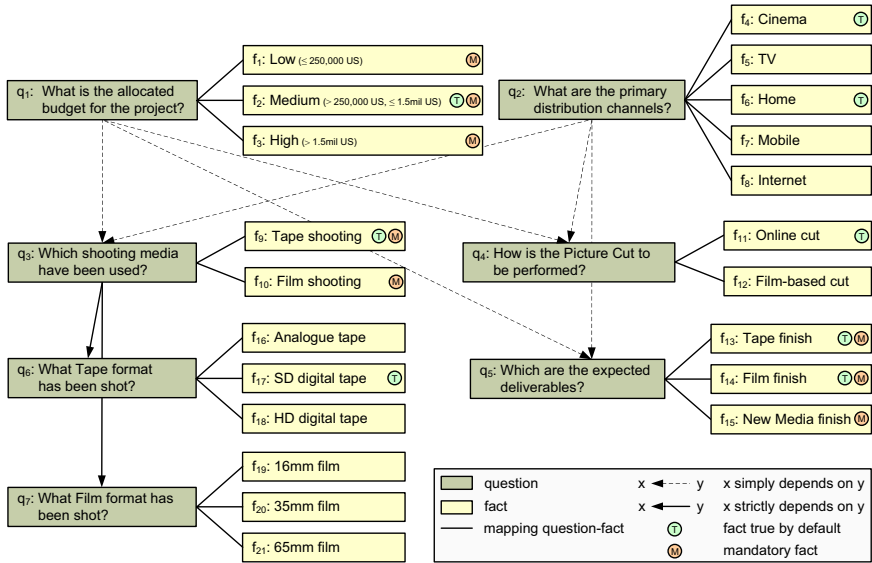 q1: What is the allocated
budget for the project?
f1: Low (≤ 250,000 US) M
f2: Medium (> 250,000 US, ≤ 1.5mil US) T M
f3: High (> 1.5mil US) M
q2: What are the primary
distribution channels?
f4: Cinema T
f5: TV
f6: Home T
f7: Mobile
f8: Internet
q3: Which shooting media
have been used?
f9: Tape shooting T M
f10: Film shooting M
q4: How is the Picture Cut to
be performed?
f11: Online cut T
f12: Film-based cut
q6: What Tape format
has been shot?
f16: Analogue tape
f17: SD digital tape T
f18: HD digital tape
q5: Which are the expected
deliverables?
f13: Tape finish T M
f14: Film finish T M
f15: New Media finish M
q7: What Film format has
been shot?
f19: 16mm film
f20: 35mm film
f21: 65mm film
question x y x simply depends on y
fact x y x strictly depends on y
mapping question-fact T fact true by default
M mandatory fact